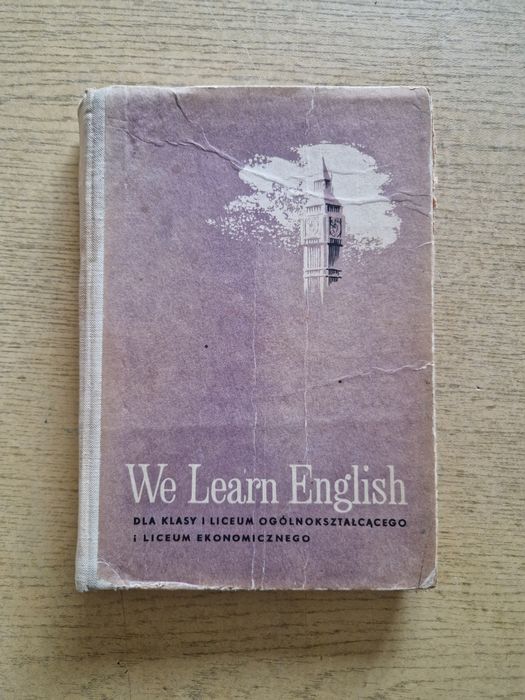 We Learn English
DLA KLASY I LICEUM OGÓLNOKSZTAŁCĄCEGO
i LICEUM EKONOMICZNEGO